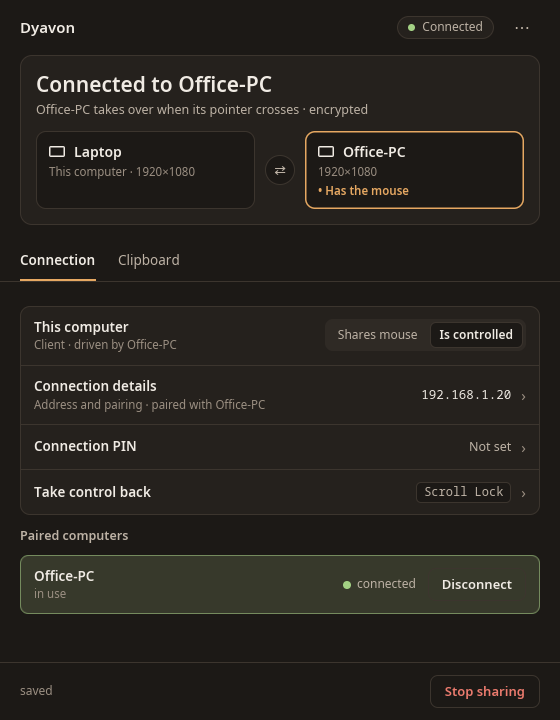 Dyavon
Connected
Connected to Office-PC
Office-PC takes over when its pointer crosses · encrypted
Laptop
This computer · 1920×1080
⇄
Office-PC
1920×1080
• Has the mouse
Connection
Clipboard
This computer
Client · driven by Office-PC
Shares mouse
Is controlled
Connection details
Address and pairing · paired with Office-PC
192.168.1.20 ›
Connection PIN
Not set ›
Take control back
Scroll Lock ›
Paired computers
Office-PC
in use
connected
Disconnect
saved
Stop sharing